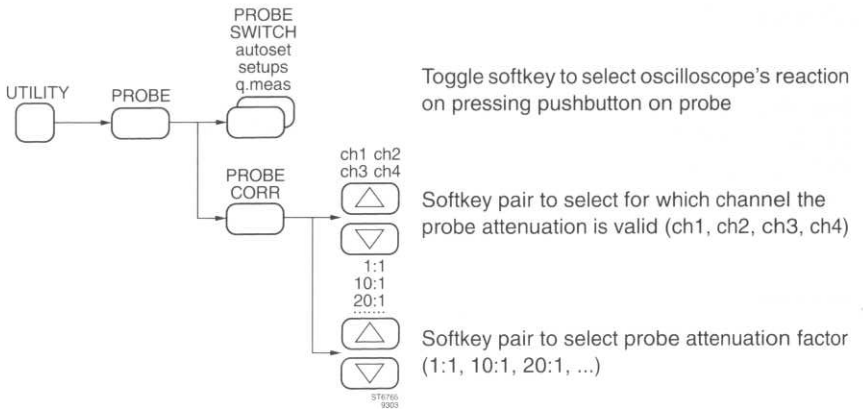 PROBE
SWITCH
autoset
setups
q.meas
UTILITY
PROBE
Toggle softkey to select oscilloscope's reaction
on pressing pushbutton on probe
PROBE
CORR
ch1 ch2
ch3 ch4
Softkey pair to select for which channel the
probe attenuation is valid (ch1, ch2, ch3, ch4)
1:1
10:1
20:1
.......
Softkey pair to select probe attenuation factor
(1:1, 10:1, 20:1, ...)
ST6765
9303